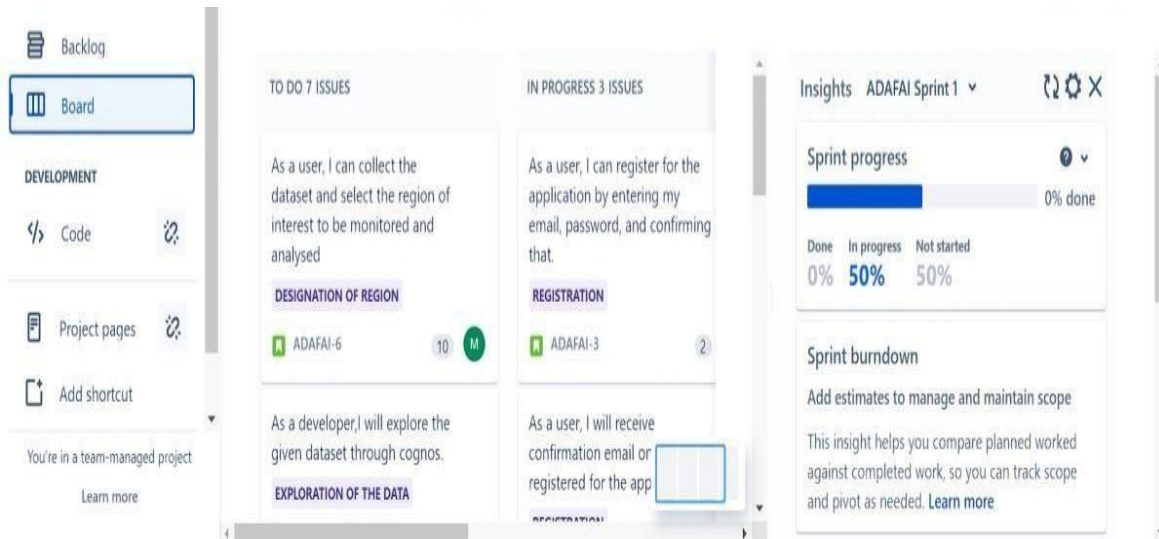 Backlog
Board
DEVELOPMENT
</> Code
Project pages
Add shortcut
You're in a team-managed project
Learn more
TO DO 7 ISSUES
As a user, I can collect the
dataset and select the region of
interest to be monitored and
analysed
DESIGNATION OF REGION
ADAFAI-6 10 M
As a developer,I will explore the
given dataset through cognos.
EXPLORATION OF THE DATA
IN PROGRESS 3 ISSUES
As a user, I can register for the
application by entering my
email, password, and confirming
that.
REGISTRATION
ADAFAI-3 2
As a user, I will receive
confirmation email or
registered for the app
REGISTRATION
Insights ADAFAI Sprint 1
Sprint progress
0% done
Done In progress Not started
0% 50% 50%
Sprint burndown
Add estimates to manage and maintain scope
This insight helps you compare planned worked
against completed work, so you can track scope
and pivot as needed. Learn more